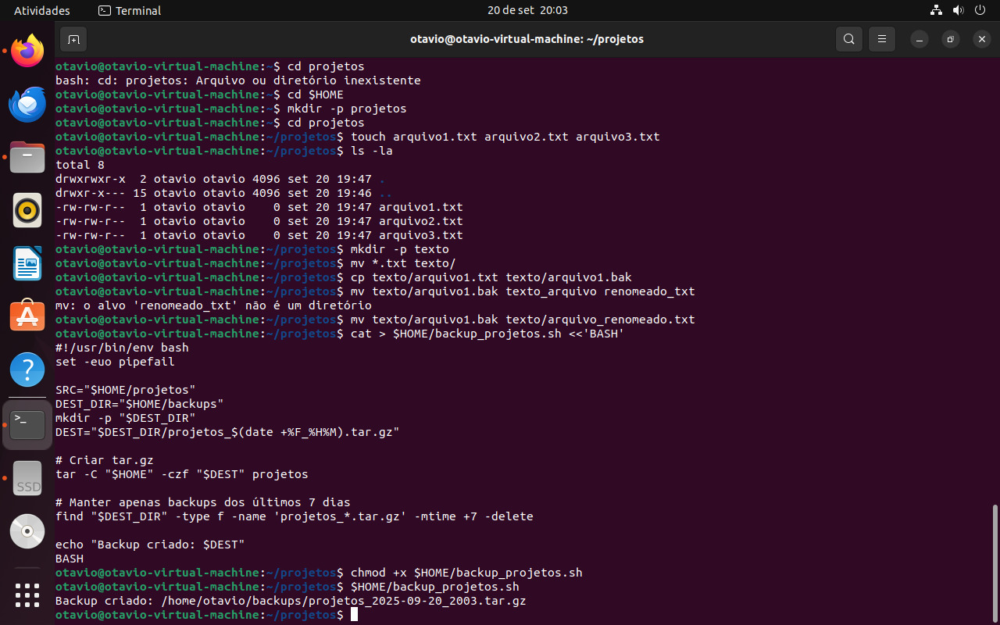 Atividades Terminal 20 de set 20:03
otavio@otavio-virtual-machine: ~/projetos
otavio@otavio-virtual-machine:~$ cd projetos
bash: cd: projetos: Arquivo ou diretório inexistente
otavio@otavio-virtual-machine:~$ cd $HOME
otavio@otavio-virtual-machine:~$ mkdir -p projetos
otavio@otavio-virtual-machine:~$ cd projetos
otavio@otavio-virtual-machine:~/projetos$ touch arquivo1.txt arquivo2.txt arquivo3.txt
otavio@otavio-virtual-machine:~/projetos$ ls -la
total 8
drwxrwxr-x  2 otavio otavio 4096 set 20 19:47 .
drwxr-x--- 15 otavio otavio 4096 set 20 19:46 ..
-rw-rw-r--  1 otavio otavio    0 set 20 19:47 arquivo1.txt
-rw-rw-r--  1 otavio otavio    0 set 20 19:47 arquivo2.txt
-rw-rw-r--  1 otavio otavio    0 set 20 19:47 arquivo3.txt
otavio@otavio-virtual-machine:~/projetos$ mkdir -p texto
otavio@otavio-virtual-machine:~/projetos$ mv *.txt texto/
otavio@otavio-virtual-machine:~/projetos$ cp texto/arquivo1.txt texto/arquivo1.bak
otavio@otavio-virtual-machine:~/projetos$ mv texto/arquivo1.bak texto_arquivo renomeado_txt
mv: o alvo 'renomeado_txt' não é um diretório
otavio@otavio-virtual-machine:~/projetos$ mv texto/arquivo1.bak texto/arquivo_renomeado.txt
otavio@otavio-virtual-machine:~/projetos$ cat > $HOME/backup_projetos.sh <<'BASH'
#!/usr/bin/env bash
set -euo pipefail

SRC="$HOME/projetos"
DEST_DIR="$HOME/backups"
mkdir -p "$DEST_DIR"
DEST="$DEST_DIR/projetos_$(date +%F_%H%M).tar.gz"

# Criar tar.gz
tar -C "$HOME" -czf "$DEST" projetos

# Manter apenas backups dos últimos 7 dias
find "$DEST_DIR" -type f -name 'projetos_*.tar.gz' -mtime +7 -delete

echo "Backup criado: $DEST"
BASH
otavio@otavio-virtual-machine:~/projetos$ chmod +x $HOME/backup_projetos.sh
otavio@otavio-virtual-machine:~/projetos$ $HOME/backup_projetos.sh
Backup criado: /home/otavio/backups/projetos_2025-09-20_2003.tar.gz
otavio@otavio-virtual-machine:~/projetos$
SSD